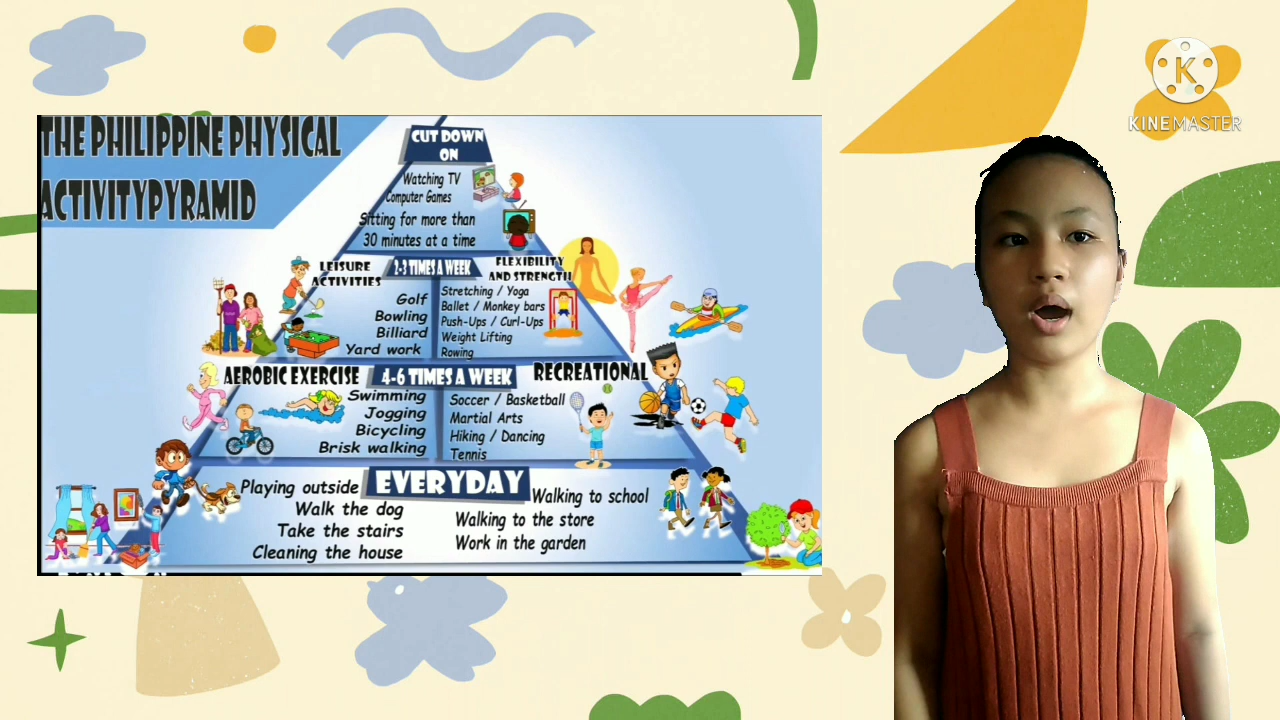 THE PHILIPPINE PHYSICAL
ACTIVITYPYRAMID
CUT DOWN
ON
Watching TV
Computer Games
Sitting for more than
30 minutes at a time
LEISURE
ACTIVITIES
2-3 TIMES A WEEK
FLEXIBILITY
AND STRENGTH
Golf
Bowling
Billiard
Yard work
Stretching / Yoga
Ballet / Monkey bars
Push-Ups / Curl-Ups
Weight Lifting
Rowing
AEROBIC EXERCISE
4-6 TIMES A WEEK
RECREATIONAL
Swimming
Jogging
Bicycling
Brisk walking
Soccer / Basketball
Martial Arts
Hiking / Dancing
Tennis
EVERYDAY
Playing outside
Walk the dog
Take the stairs
Cleaning the house
Walking to school
Walking to the store
Work in the garden
K
KINEMASTER